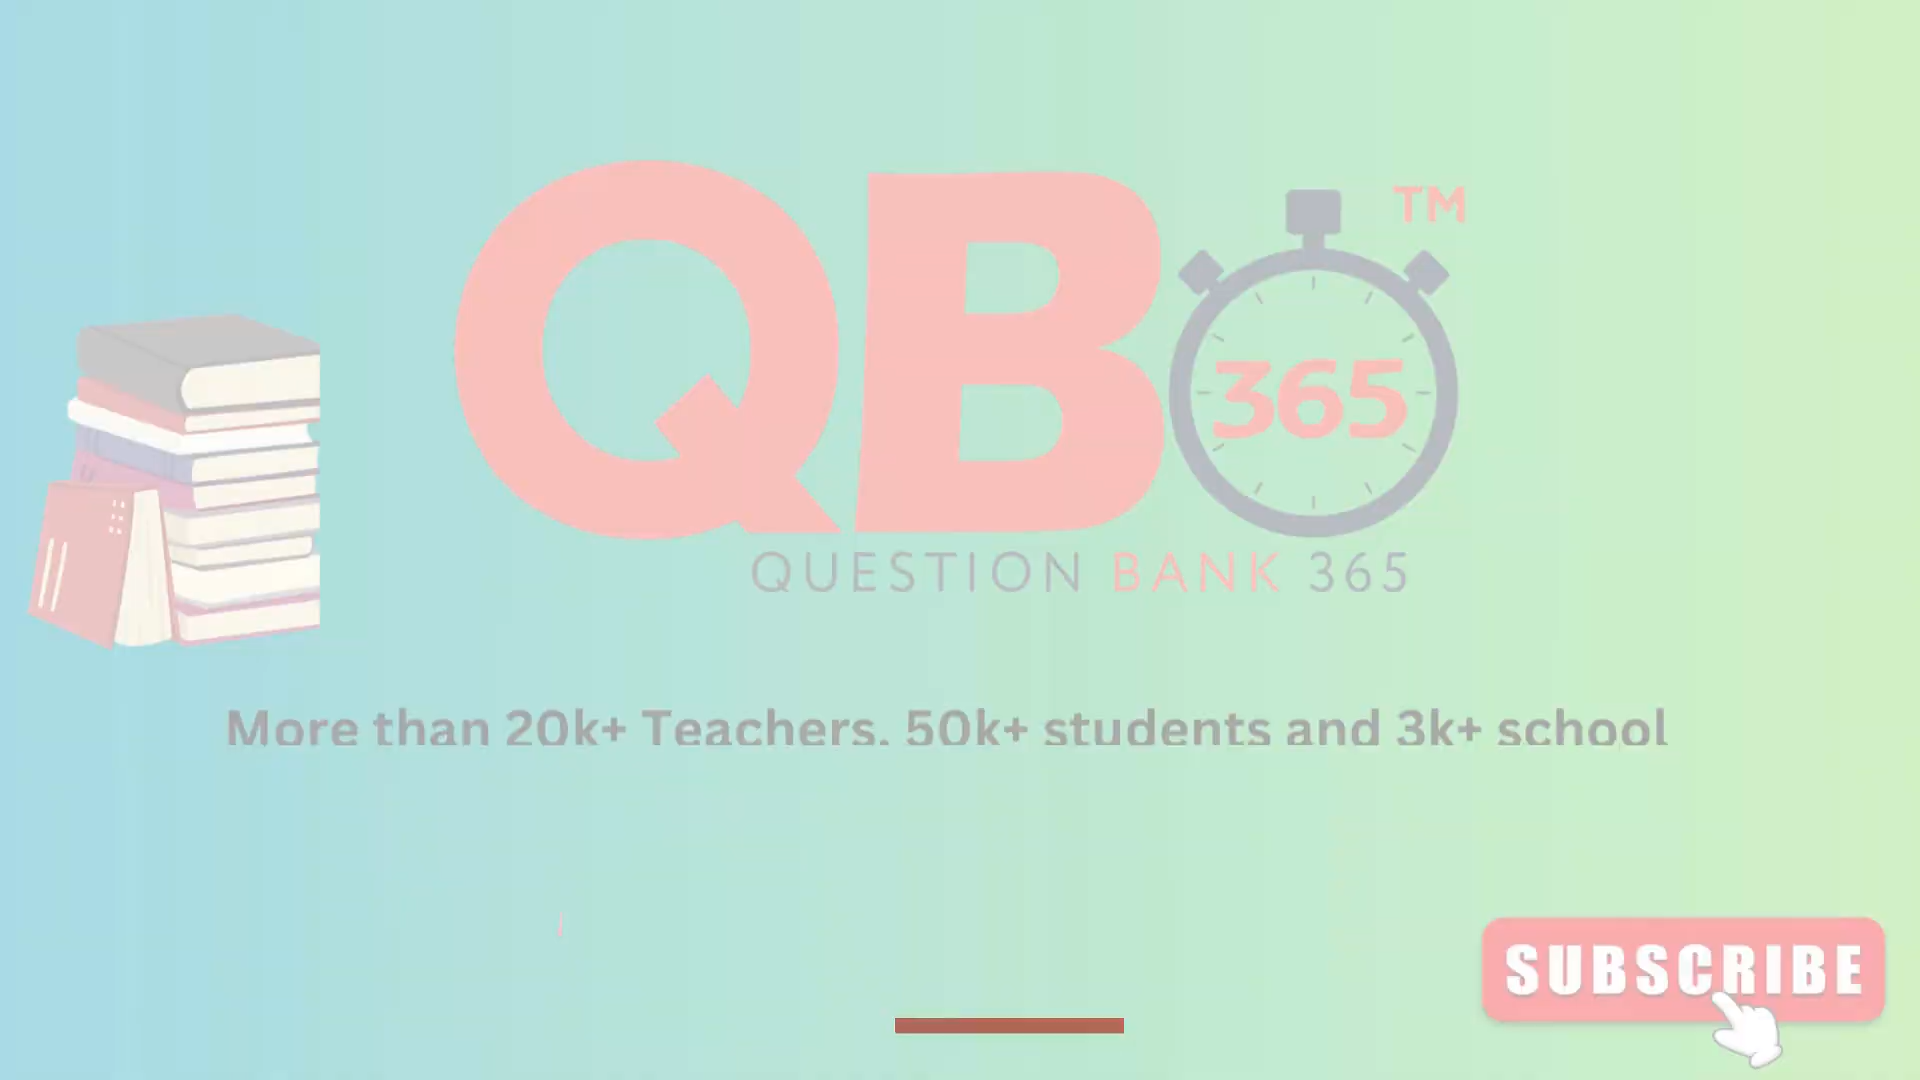 QB
TM
365
QUESTION BANK 365
More than 20k+ Teachers. 50k+ students and 3k+ school
SUBSCRIBE